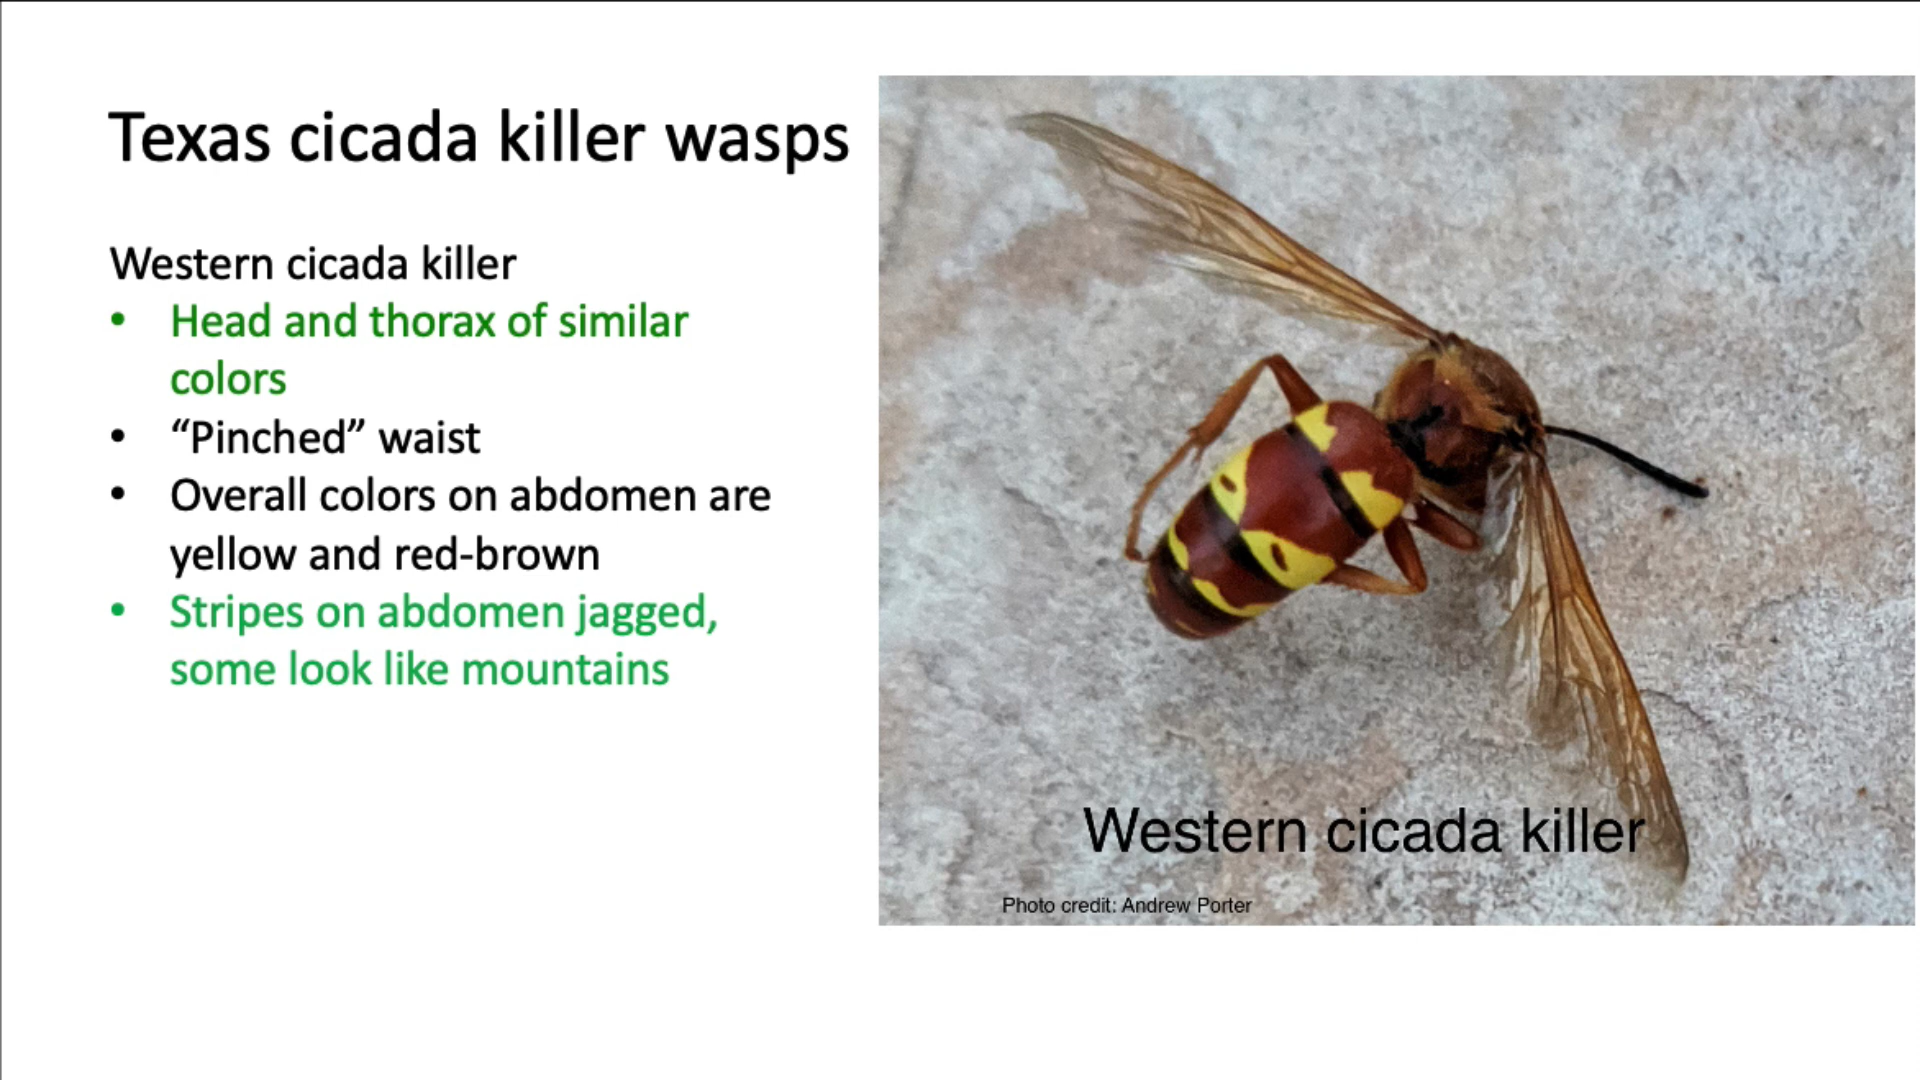 Texas cicada killer wasps
Western cicada killer
• Head and thorax of similar
colors
• “Pinched” waist
• Overall colors on abdomen are
yellow and red-brown
• Stripes on abdomen jagged,
some look like mountains
Western cicada killer
Photo credit: Andrew Porter